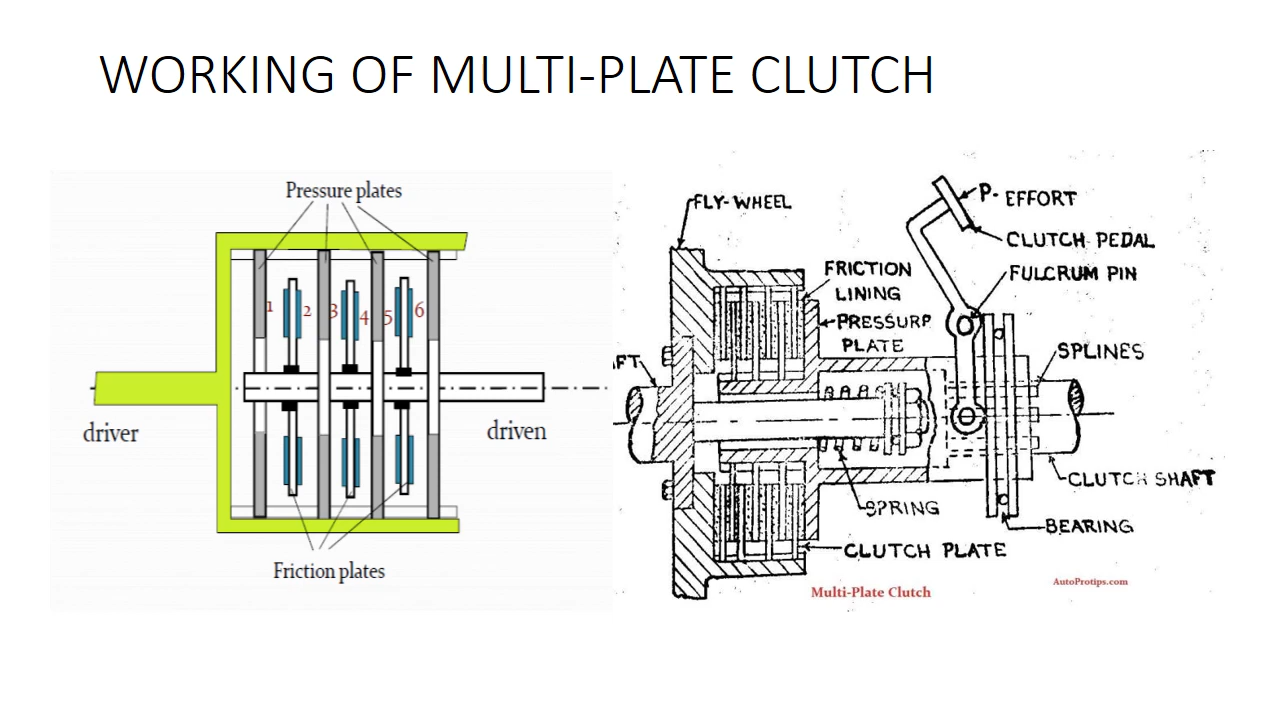 WORKING OF MULTI-PLATE CLUTCH
Pressure plates
1 2 3 4 5 6
driver
driven
Friction plates
FLY-WHEEL
P- EFFORT
CLUTCH PEDAL
FULCRUM PIN
FRICTION
LINING
PRESSURP
PLATE
SPLINES
FT
CLUTCH SHAFT
SPRING
BEARING
CLUTCH PLATE
Multi-Plate Clutch
AutoProtips.com